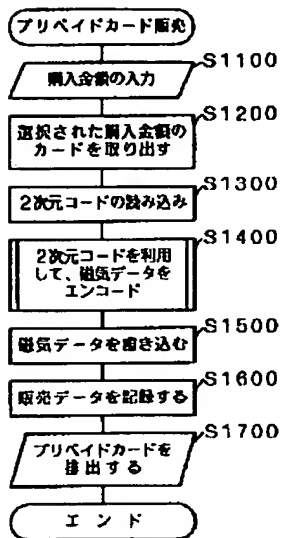 プリペイドカード販売
S1100
購入金額の入力
S1200
選択された購入金額の
カードを取り出す
S1300
2次元コードの読み込み
S1400
2次元コードを利用
して、磁気データを
エンコード
S1500
磁気データを書き込む
S1600
販売データを記録する
S1700
プリペイドカードを
排出する
エンド